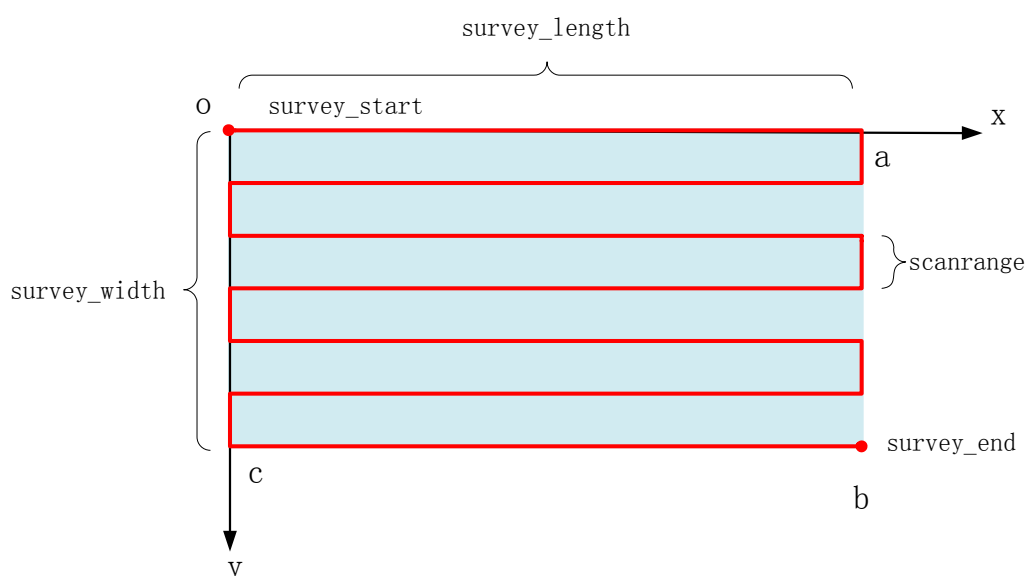 survey_length
o
survey_start
x
a
scanrange
survey_width
survey_end
c
b
v